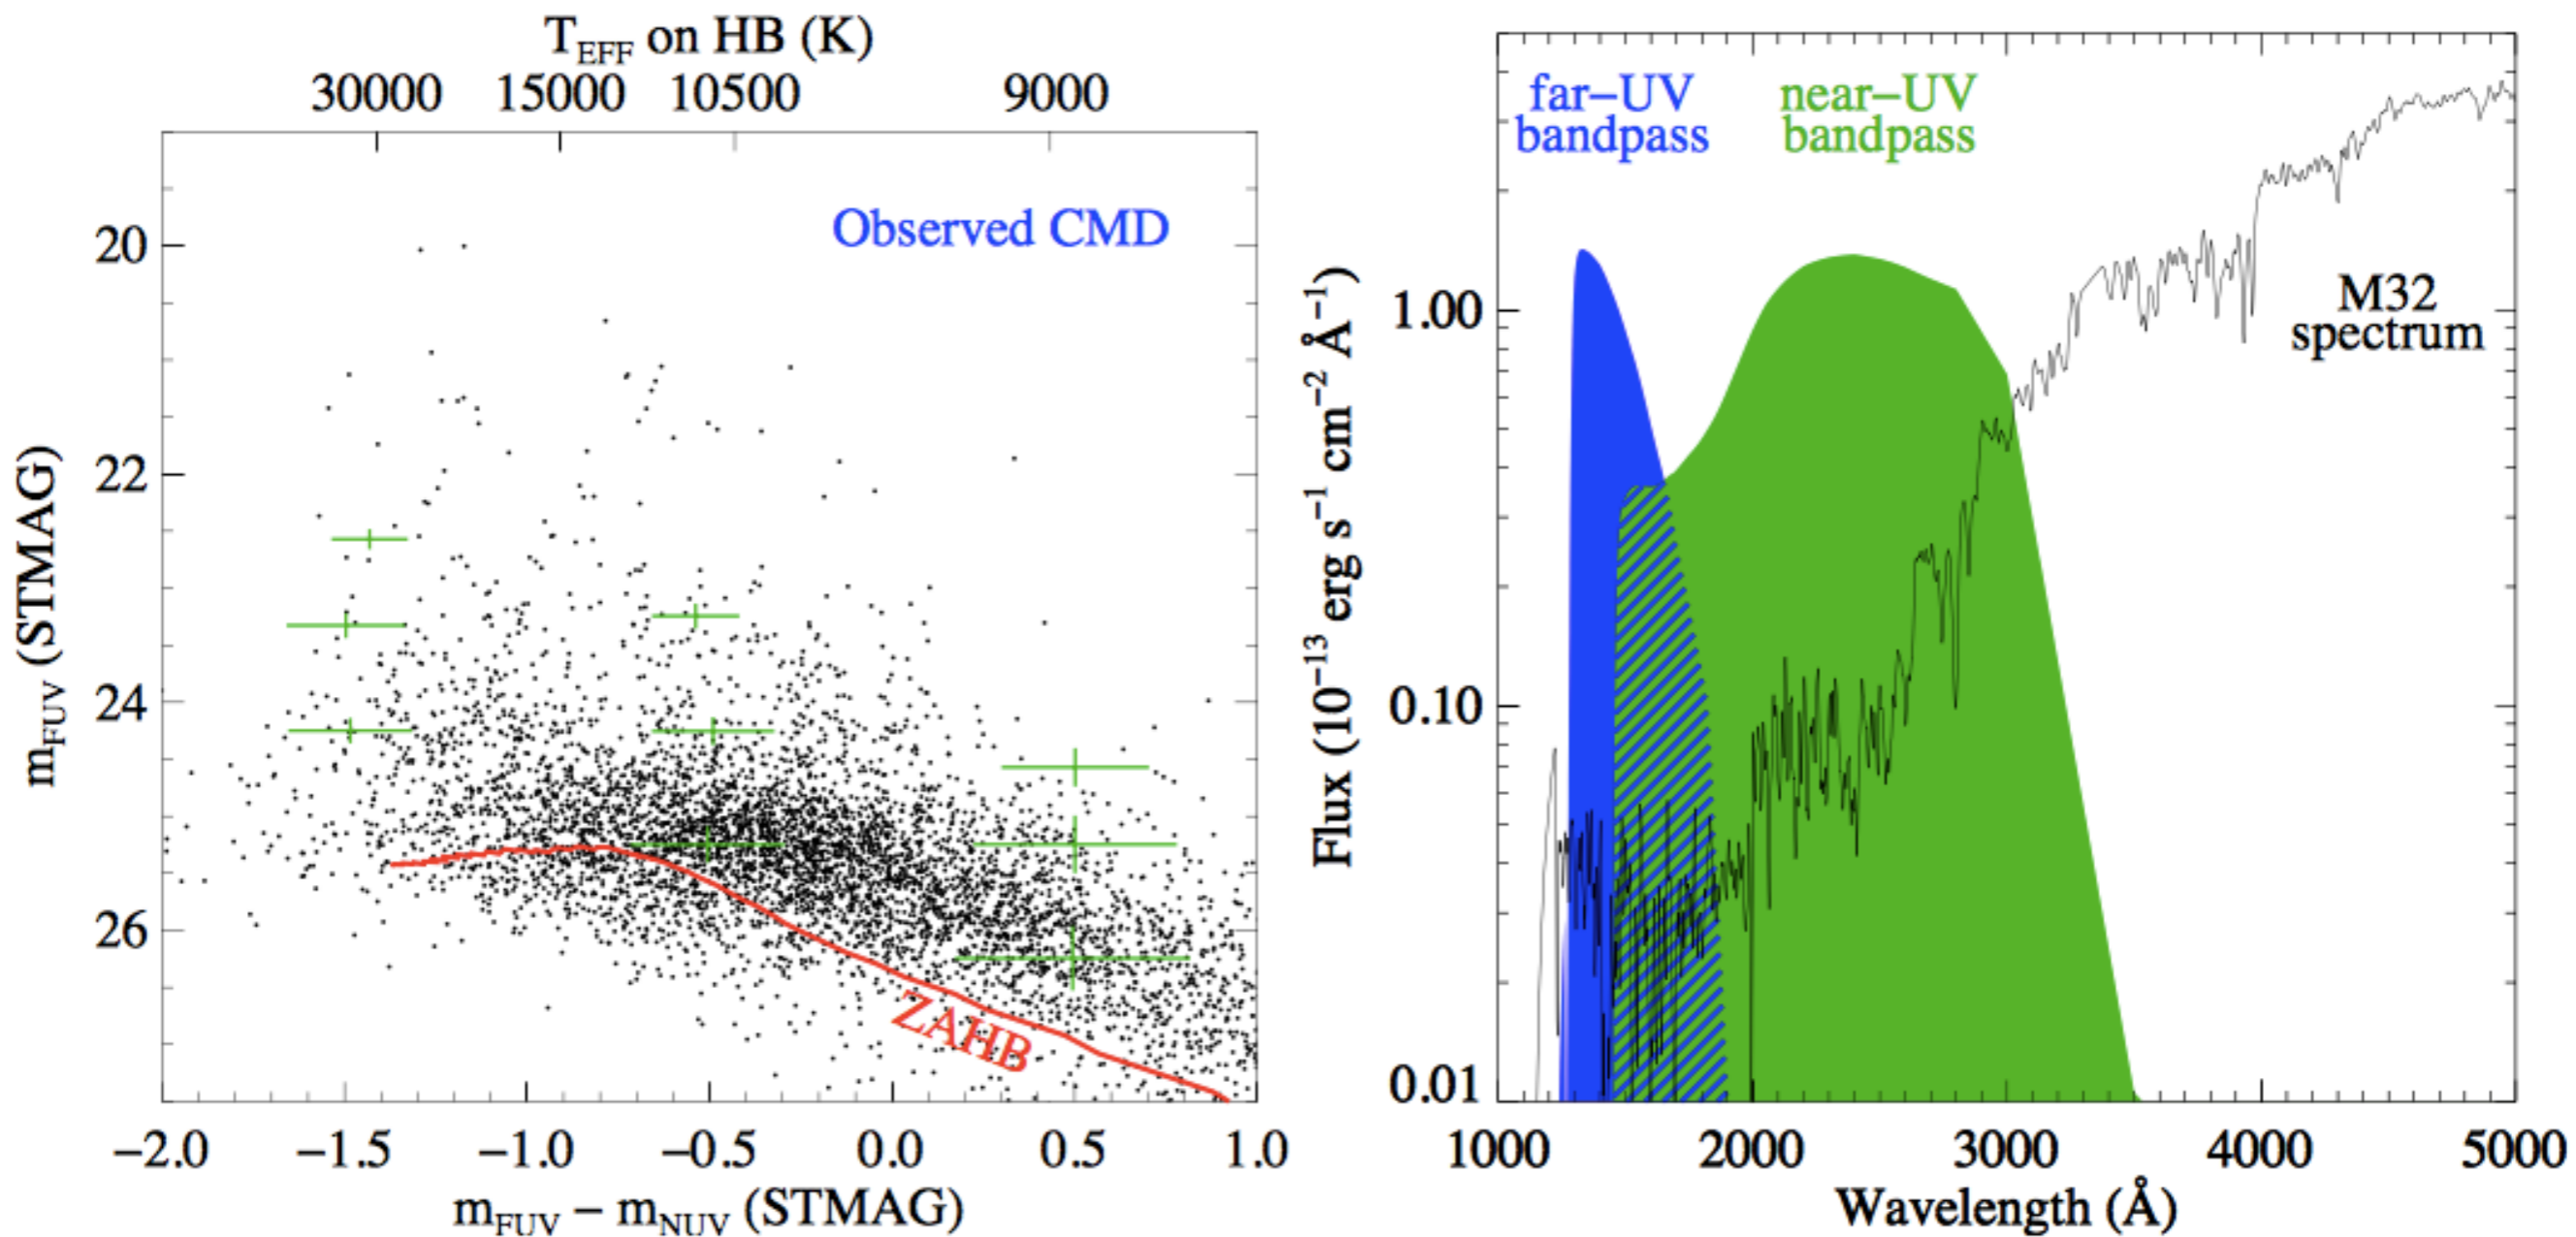 T_EFF on HB (K)
30000 15000 10500 9000
Observed CMD
20
22
24
26
m_FUV (STMAG)
ZAHB
−2.0 −1.5 −1.0 −0.5 0.0 0.5 1.0
m_FUV − m_NUV (STMAG)
far−UV
bandpass
near−UV
bandpass
M32
spectrum
1.00
0.10
0.01
Flux (10⁻¹³ erg s⁻¹ cm⁻² Å⁻¹)
1000 2000 3000 4000 5000
Wavelength (Å)